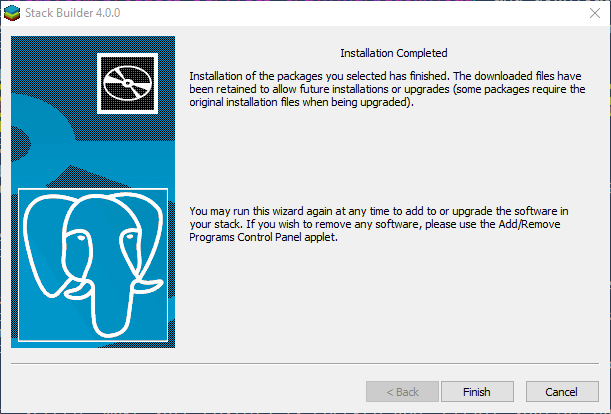 Stack Builder 4.0.0
Installation Completed
Installation of the packages you selected has finished. The downloaded files have
been retained to allow future installations or upgrades (some packages require the
original installation files when being upgraded).
You may run this wizard again at any time to add to or upgrade the software in
your stack. If you wish to remove any software, please use the Add/Remove
Programs Control Panel applet.
< Back
Finish
Cancel